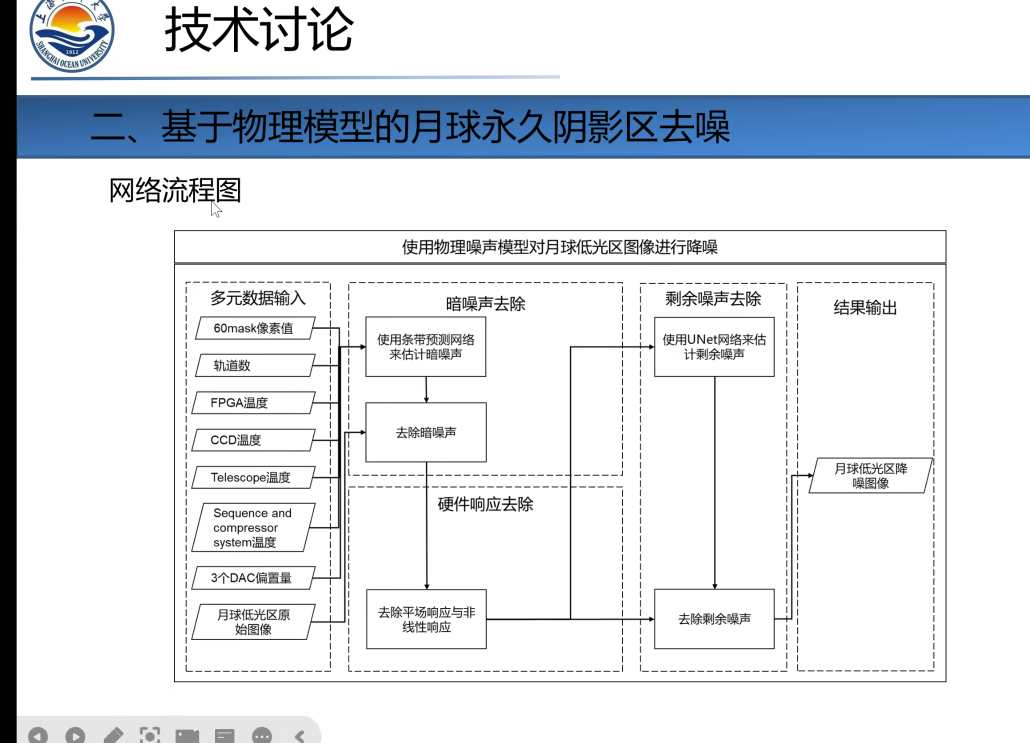 上海 大学
1912
SHANGHAI OCEAN UNIVERSITY
技术讨论
二、基于物理模型的月球永久阴影区去噪
网络流程图
使用物理噪声模型对月球低光区图像进行降噪
多元数据输入
60mask像素值
轨道数
FPGA温度
CCD温度
Telescope温度
Sequence and
compressor
system温度
3个DAC偏置量
月球低光区原
始图像
暗噪声去除
使用条带预测网络
来估计暗噪声
去除暗噪声
硬件响应去除
去除平场响应与非
线性响应
剩余噪声去除
使用UNet网络来估
计剩余噪声
去除剩余噪声
结果输出
月球低光区降
噪图像